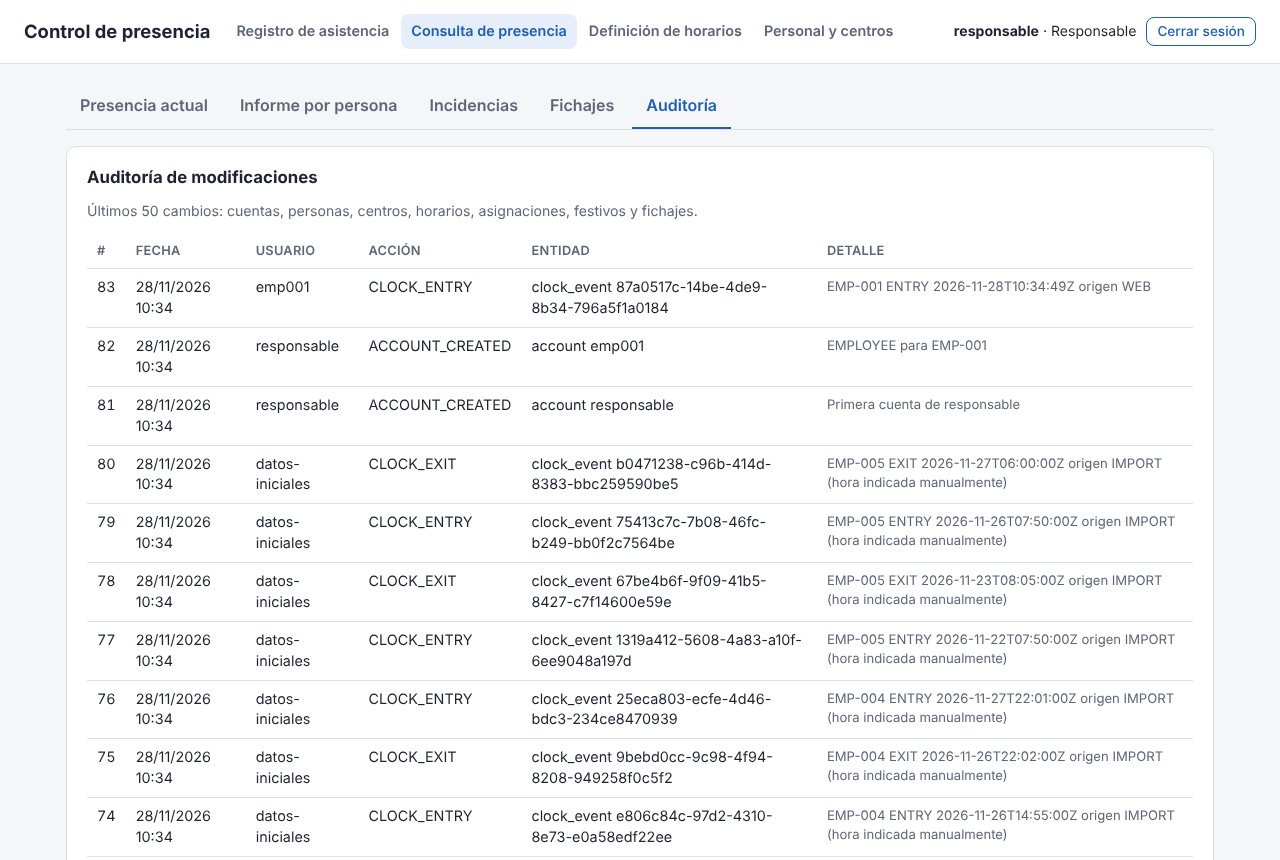 Control de presencia
Registro de asistencia
Consulta de presencia
Definición de horarios
Personal y centros
responsable · Responsable
Cerrar sesión
Presencia actual
Informe por persona
Incidencias
Fichajes
Auditoría
Auditoría de modificaciones
Últimos 50 cambios: cuentas, personas, centros, horarios, asignaciones, festivos y fichajes.
# FECHA USUARIO ACCIÓN ENTIDAD DETALLE
83 28/11/2026 emp001 CLOCK_ENTRY clock_event 87a0517c-14be-4de9- EMP-001 ENTRY 2026-11-28T10:34:49Z origen WEB
10:34 8b34-796a5f1a0184
82 28/11/2026 responsable ACCOUNT_CREATED account emp001 EMPLOYEE para EMP-001
10:34
81 28/11/2026 responsable ACCOUNT_CREATED account responsable Primera cuenta de responsable
10:34
80 28/11/2026 datos- CLOCK_EXIT clock_event b0471238-c96b-414d- EMP-005 EXIT 2026-11-27T06:00:00Z origen IMPORT
10:34 iniciales 8383-bbc259590be5 (hora indicada manualmente)
79 28/11/2026 datos- CLOCK_ENTRY clock_event 75413c7c-7b08-46fc- EMP-005 ENTRY 2026-11-26T07:50:00Z origen IMPORT
10:34 iniciales b249-bb0f2c7564be (hora indicada manualmente)
78 28/11/2026 datos- CLOCK_EXIT clock_event 67be4b6f-9f09-41b5- EMP-005 EXIT 2026-11-23T08:05:00Z origen IMPORT
10:34 iniciales 8427-c7f14600e59e (hora indicada manualmente)
77 28/11/2026 datos- CLOCK_ENTRY clock_event 1319a412-5608-4a83-a10f- EMP-005 ENTRY 2026-11-22T07:50:00Z origen IMPORT
10:34 iniciales 6ee9048a197d (hora indicada manualmente)
76 28/11/2026 datos- CLOCK_ENTRY clock_event 25eca803-ecfe-4d46- EMP-004 ENTRY 2026-11-27T22:01:00Z origen IMPORT
10:34 iniciales bdc3-234ce8470939 (hora indicada manualmente)
75 28/11/2026 datos- CLOCK_EXIT clock_event 9bebd0cc-9c98-4f94- EMP-004 EXIT 2026-11-26T22:02:00Z origen IMPORT
10:34 iniciales 8208-949258f0c5f2 (hora indicada manualmente)
74 28/11/2026 datos- CLOCK_ENTRY clock_event e806c84c-97d2-4310- EMP-004 ENTRY 2026-11-26T14:55:00Z origen IMPORT
10:34 iniciales 8e73-e0a58edf22ee (hora indicada manualmente)